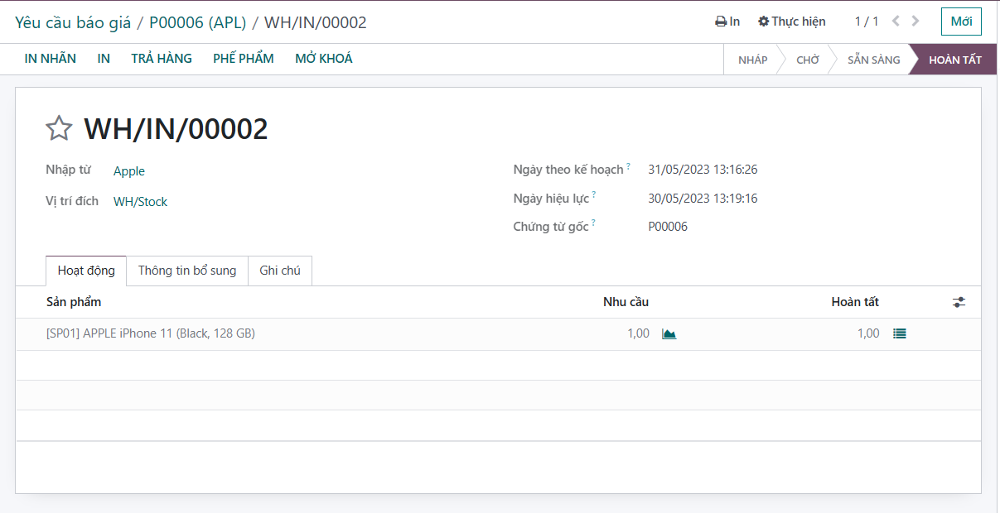 Yêu cầu báo giá / P00006 (APL) / WH/IN/00002 In Thực hiện 1 / 1 Mới
IN NHÃN IN TRẢ HÀNG PHẾ PHẨM MỞ KHOÁ NHÁP CHỜ SẴN SÀNG HOÀN TẤT
WH/IN/00002
Nhập từ Apple Ngày theo kế hoạch ? 31/05/2023 13:16:26
Vị trí đích WH/Stock Ngày hiệu lực ? 30/05/2023 13:19:16
Chứng từ gốc ? P00006
Hoạt động Thông tin bổ sung Ghi chú
Sản phẩm Nhu cầu Hoàn tất
[SP01] APPLE iPhone 11 (Black, 128 GB) 1,00 1,00